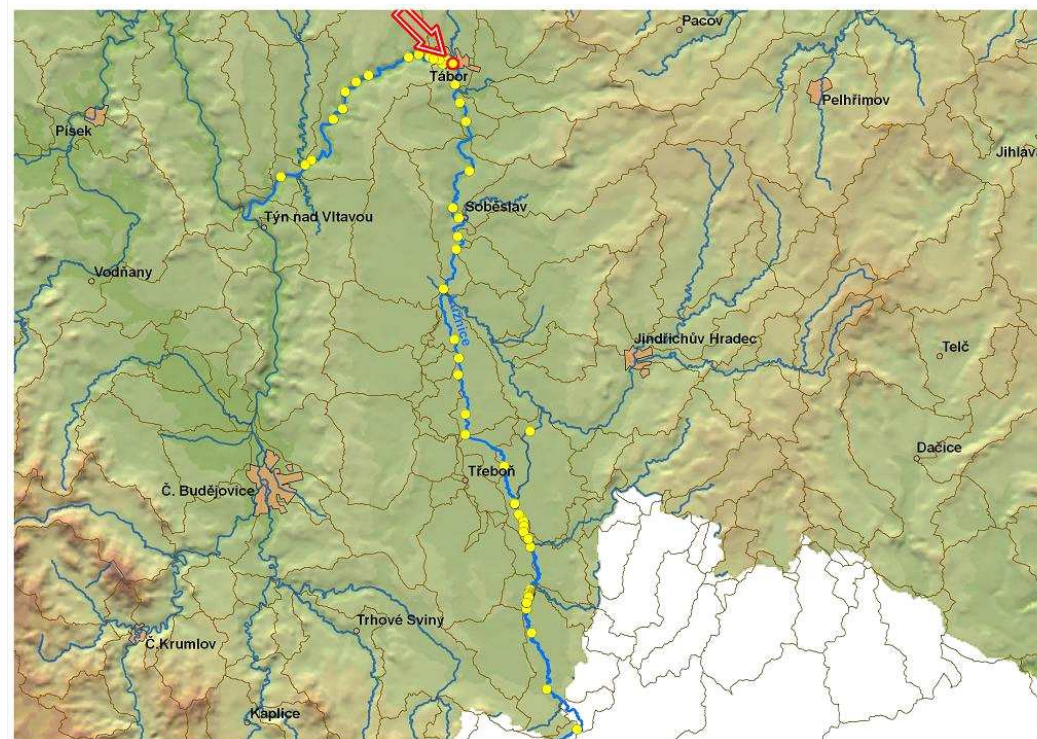 Pacov
Tábor
Pelhřimov
Písek
Jihlava
Soběslav
Týn nad Vltavou
Vodňany
Lužnice
Jindřichův Hradec
Telč
Dačice
Třeboň
Č. Budějovice
Trhové Sviny
Č.Krumlov
Kaplice